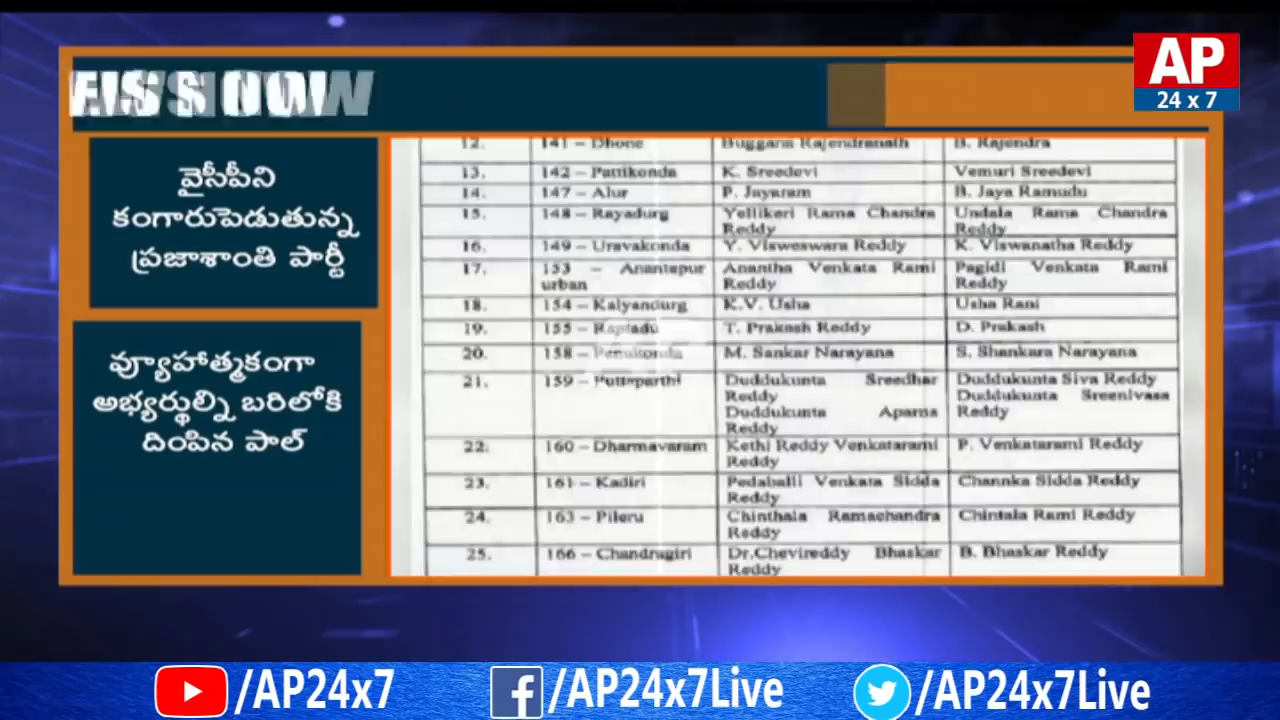 AP
24 x 7
వైసీపీని
కంగారుపెడుతున్న
ప్రజాశాంతి పార్టీ
వ్యూహాత్మకంగా
అభ్యర్థుల్ని బరిలోకి
దింపిన పాల్
12. 141 – Dhone Buggana Rajendranath B. Rajendra
13. 142 – Pattikonda K. Sreedevi Vemuri Sreedevi
14. 147 – Alur P. Jayaram B. Jaya Ramudu
15. 148 – Rayadurg Yellikeri Rama Chandra Undala Rama Chandra
Reddy Reddy
16. 149 – Uravakonda Y. Visweswara Reddy K. Viswanatha Reddy
17. 153 – Anantapur Anantha Venkata Rami Pagidi Venkata Rami
urban Reddy Reddy
18. 154 – Kalyandurg K.V. Usha Usha Rani
19. 155 – Raptadu T. Prakash Reddy D. Prakash
20. 158 – Penukonda M. Sankar Narayana S. Shankara Narayana
21. 159 – Puttaparthi Duddukunta Sreedhar Duddukunta Siva Reddy
Reddy Duddukunta Sreenivasa
Duddukunta Aparna Reddy
Reddy
22. 160 – Dharmavaram Kethi Reddy Venkatarami P. Venkatarami Reddy
Reddy
23. 161 – Kadiri Pedaballi Venkata Sidda Channka Sidda Reddy
Reddy
24. 163 – Pileru Chinthala Ramachandra Chintala Rami Reddy
Reddy
25. 166 – Chandragiri Dr.Chevireddy Bhaskar B. Bhaskar Reddy
Reddy
/AP24x7 /AP24x7Live /AP24x7Live